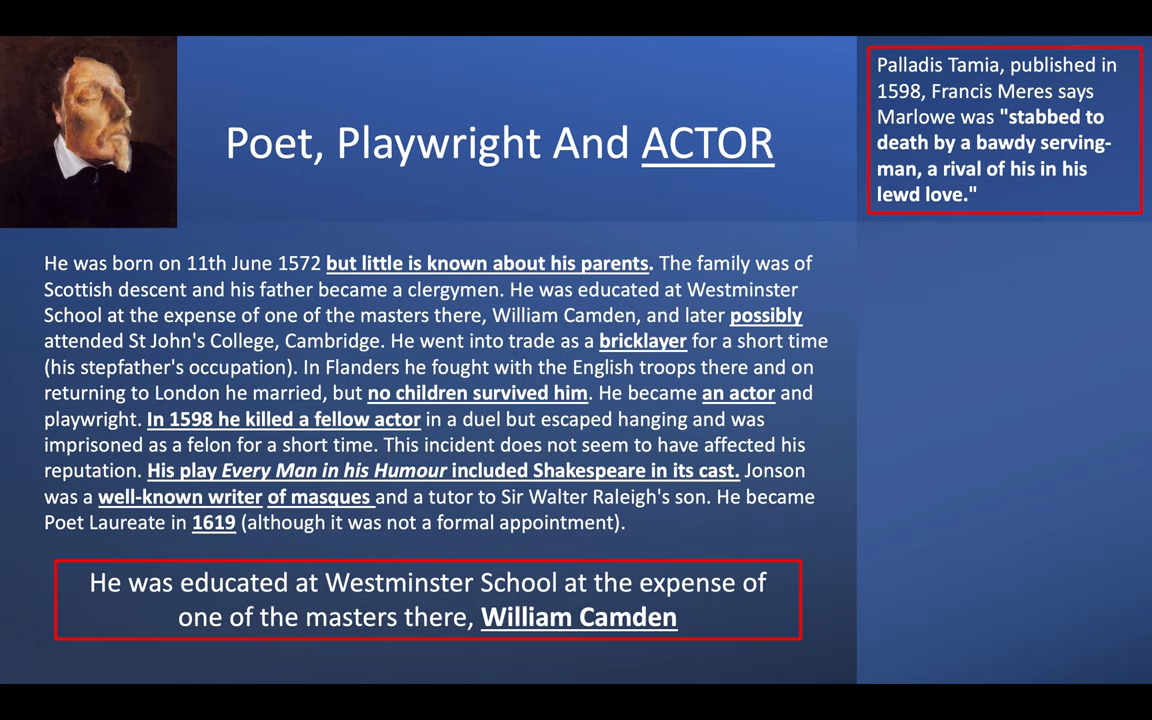 Poet, Playwright And ACTOR
Palladis Tamia, published in
1598, Francis Meres says
Marlowe was "stabbed to
death by a bawdy serving-
man, a rival of his in his
lewd love."
He was born on 11th June 1572 but little is known about his parents. The family was of
Scottish descent and his father became a clergymen. He was educated at Westminster
School at the expense of one of the masters there, William Camden, and later possibly
attended St John's College, Cambridge. He went into trade as a bricklayer for a short time
(his stepfather's occupation). In Flanders he fought with the English troops there and on
returning to London he married, but no children survived him. He became an actor and
playwright. In 1598 he killed a fellow actor in a duel but escaped hanging and was
imprisoned as a felon for a short time. This incident does not seem to have affected his
reputation. His play Every Man in his Humour included Shakespeare in its cast. Jonson
was a well-known writer of masques and a tutor to Sir Walter Raleigh's son. He became
Poet Laureate in 1619 (although it was not a formal appointment).
He was educated at Westminster School at the expense of
one of the masters there, William Camden